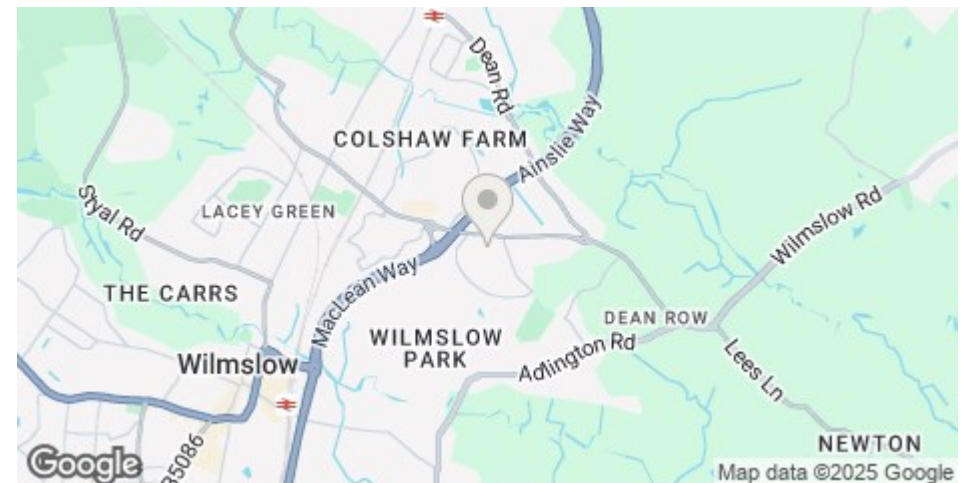 Dean Rd
COLSHAW FARM
Ainslie Way
Styal Rd
LACEY GREEN
Wilmslow Rd
MacLean Way
THE CARRS
WILMSLOW
PARK
DEAN ROW
Wilmslow
Adlington Rd
Lees Ln
B5086
NEWTON
Google
Map data ©2025 Google